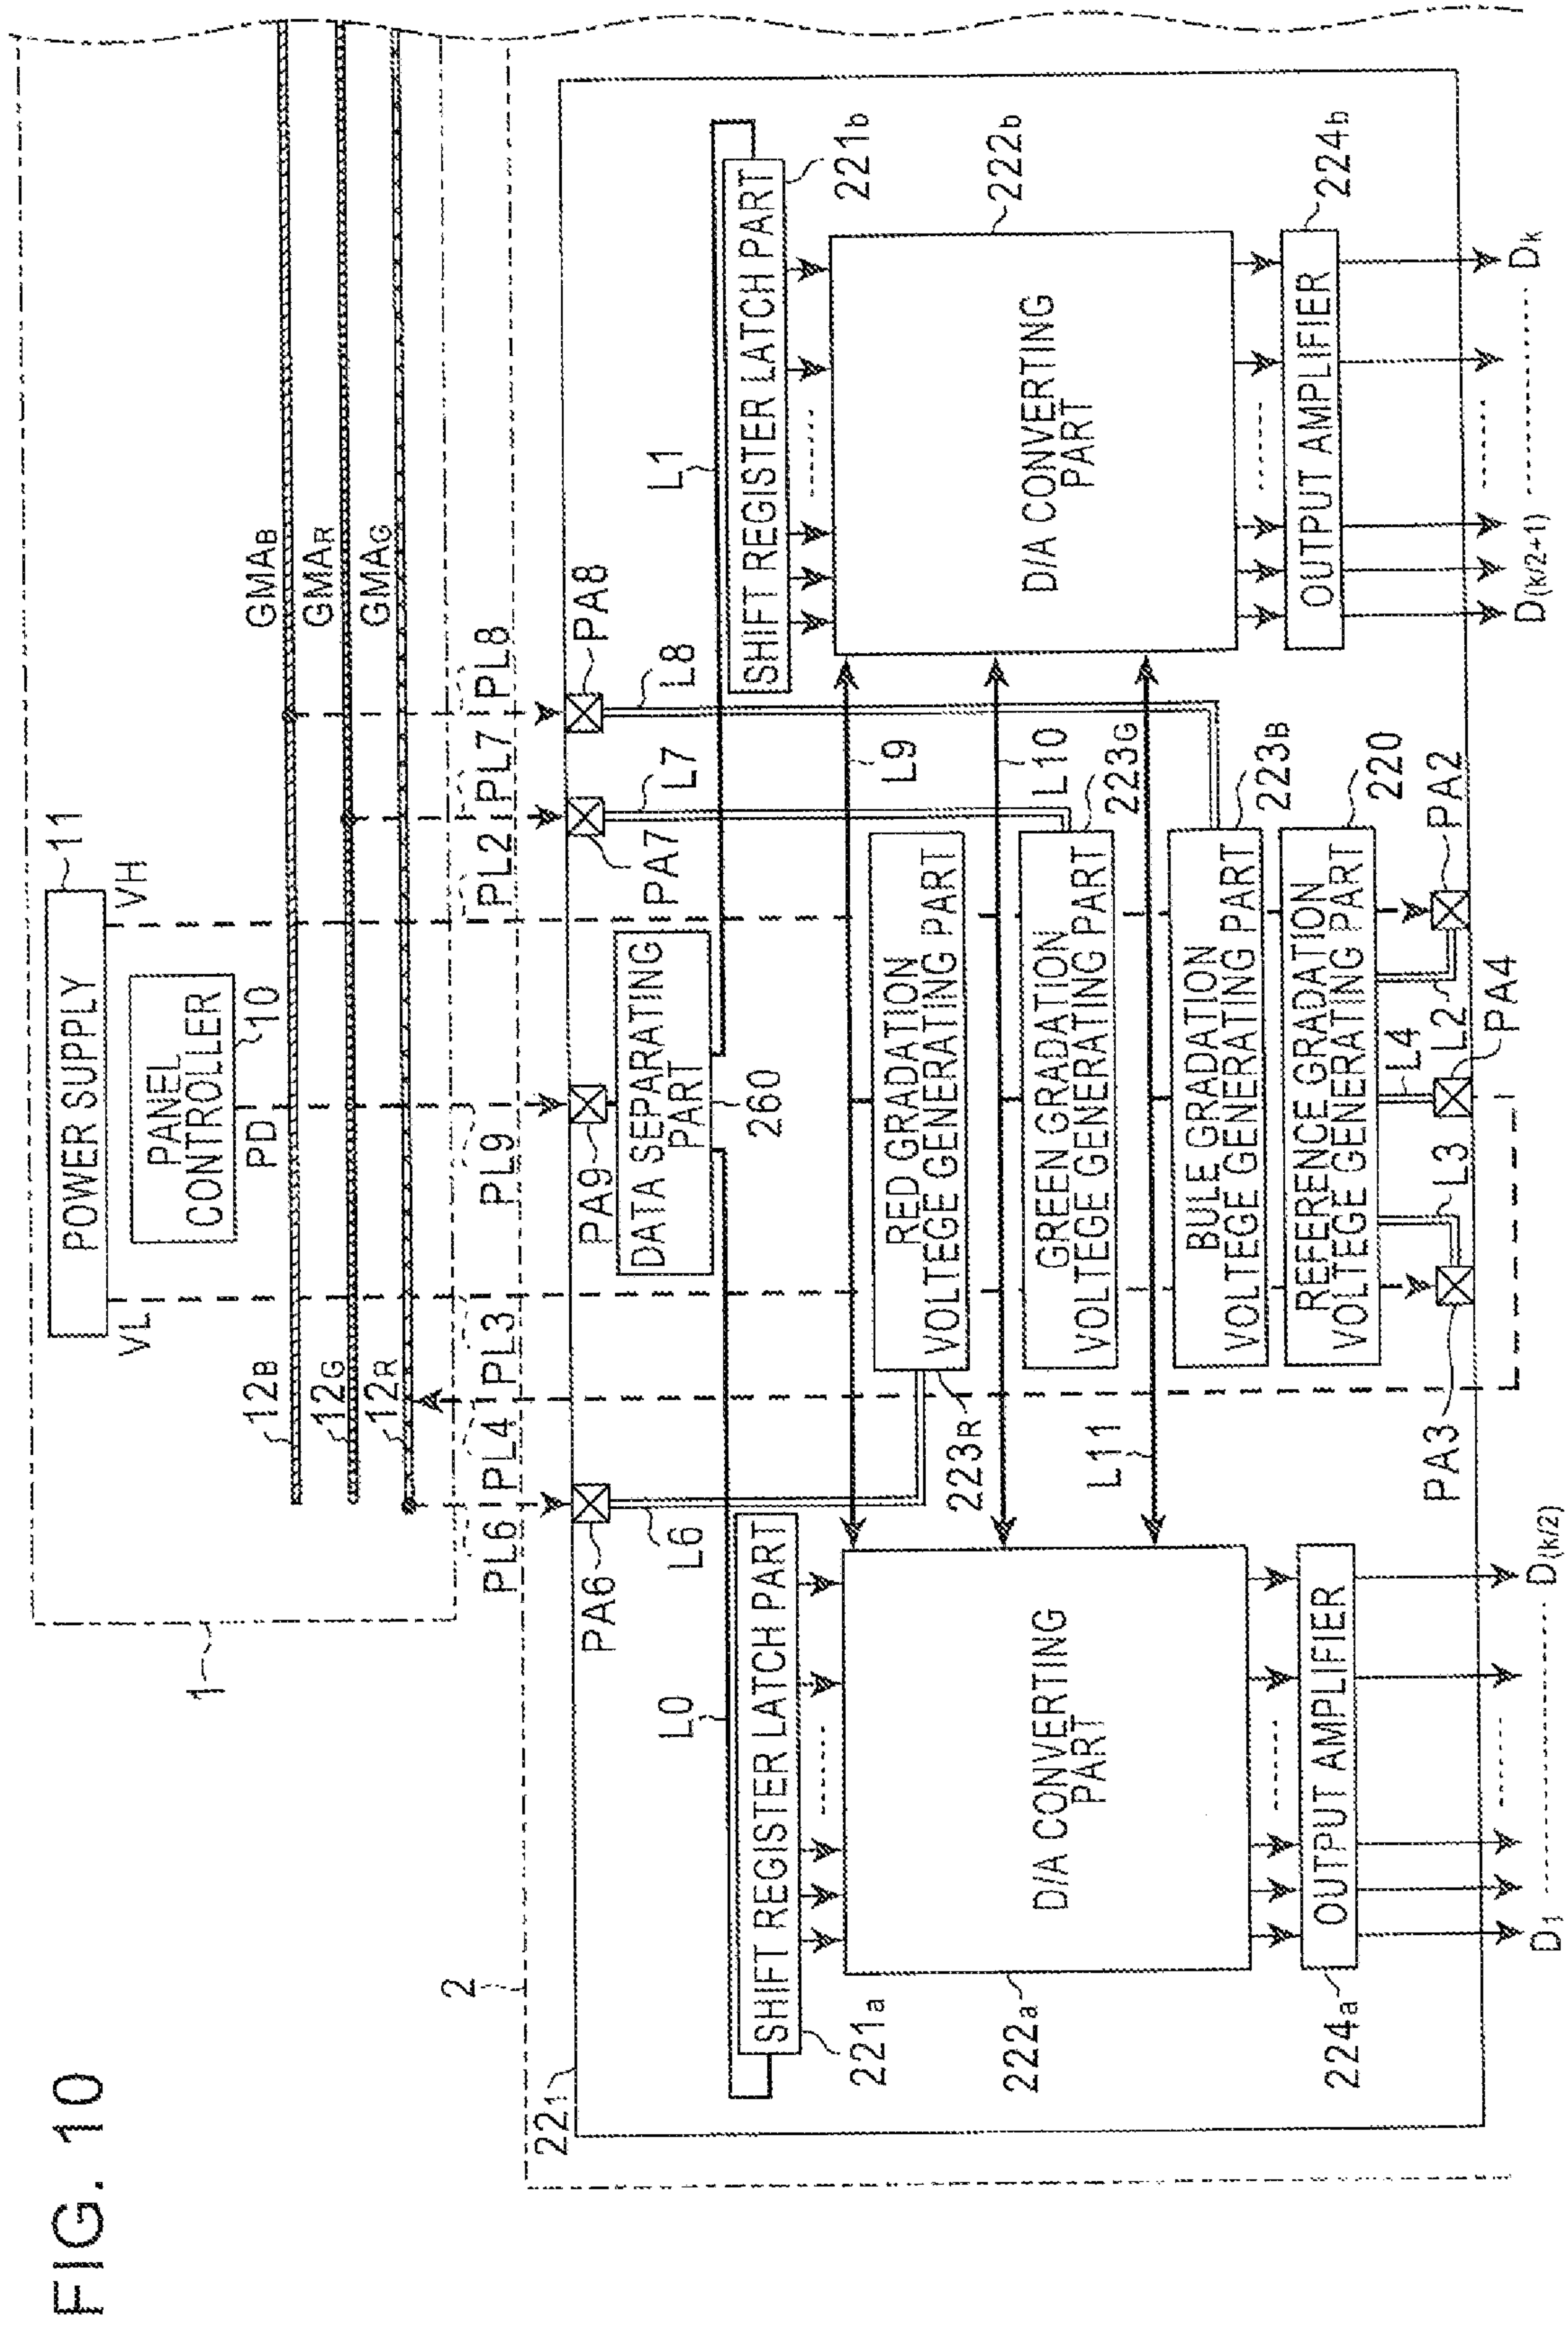 FIG. 10
POWER SUPPLY
11
VL
VH
PANEL
CONTROLLER
10
PD
12B
12G
12R
GMAB
GMAR
GMAG
1
2
PL6
PL4
PL3
PL9
PL2
PL7
PL8
221
PA6
PA9
PA7
PA8
L6
L7
L8
DATA SEPARATING
PART
260
L0
L1
SHIFT REGISTER LATCH PART
221a
SHIFT REGISTER LATCH PART
221b
D/A CONVERTING
PART
222a
D/A CONVERTING
PART
222b
L9
RED GRADATION
VOLTEGE GENERATING PART
223R
L10
GREEN GRADATION
VOLTEGE GENERATING PART
223G
L11
BULE GRADATION
VOLTEGE GENERATING PART
223B
REFERENCE GRADATION
VOLTEGE GENERATING PART
220
OUTPUT AMPLIFIER
224a
OUTPUT AMPLIFIER
224b
PA3
L3
L4
L2
PA4
PA2
D1
D(k/2)
D(k/2+1)
Dk